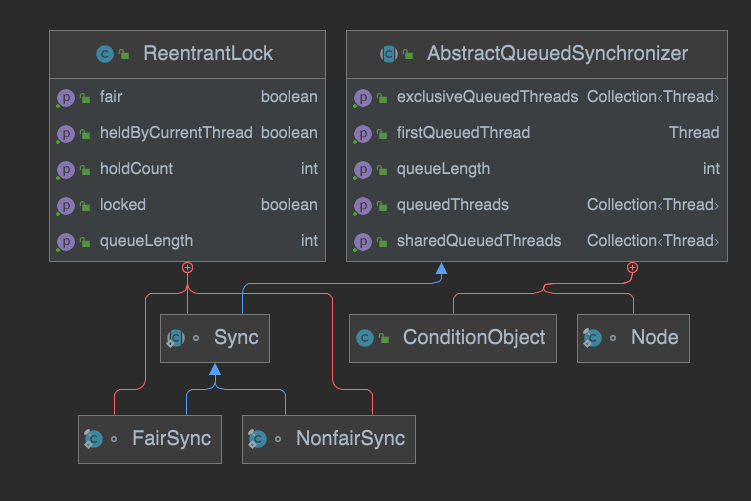 ReentrantLock
fair boolean
heldByCurrentThread boolean
holdCount int
locked boolean
queueLength int
AbstractQueuedSynchronizer
exclusiveQueuedThreads Collection<Thread>
firstQueuedThread Thread
queueLength int
queuedThreads Collection<Thread>
sharedQueuedThreads Collection<Thread>
Sync
ConditionObject
Node
FairSync
NonfairSync